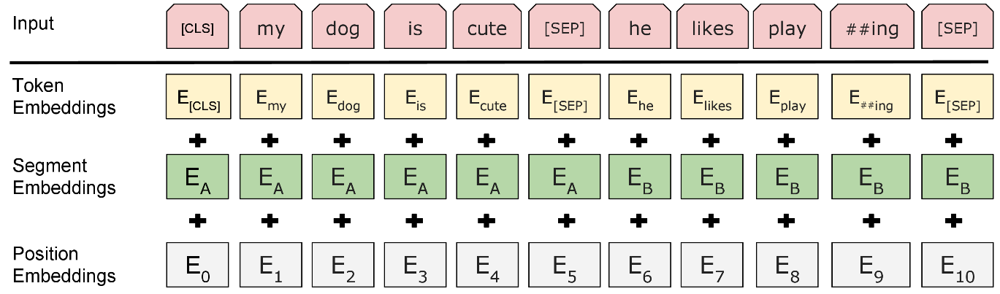 Input [CLS] my dog is cute [SEP] he likes play ##ing [SEP]
Token Embeddings E[CLS] Emy Edog Eis Ecute E[SEP] Ehe Elikes Eplay E##ing E[SEP]
+ + + + + + + + + + +
Segment Embeddings EA EA EA EA EA EA EB EB EB EB EB
+ + + + + + + + + + +
Position Embeddings E0 E1 E2 E3 E4 E5 E6 E7 E8 E9 E10